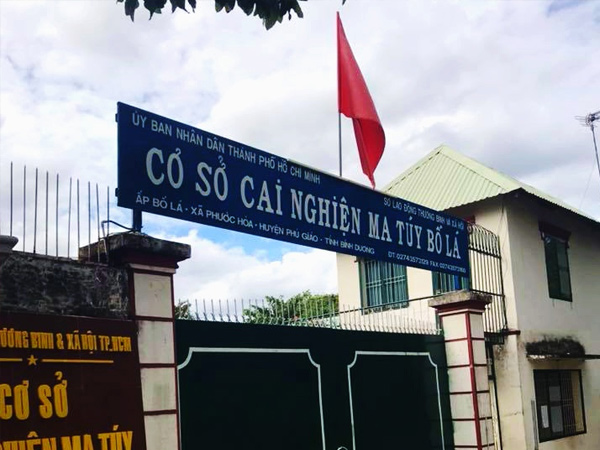 ỦY BAN NHÂN DÂN THÀNH PHỐ HỒ CHÍ MINH
SỞ LAO ĐỘNG THƯƠNG BINH VÀ XÃ HỘI
CƠ SỞ CAI NGHIỆN MA TÚY BỐ LÁ
ẤP BỐ LÁ - XÃ PHƯỚC HÒA - HUYỆN PHÚ GIÁO - TỈNH BÌNH DƯƠNG
ƯƠNG BINH & XÃ HỘI TP.HCM
CƠ SỞ
HIỆN MA TÚY